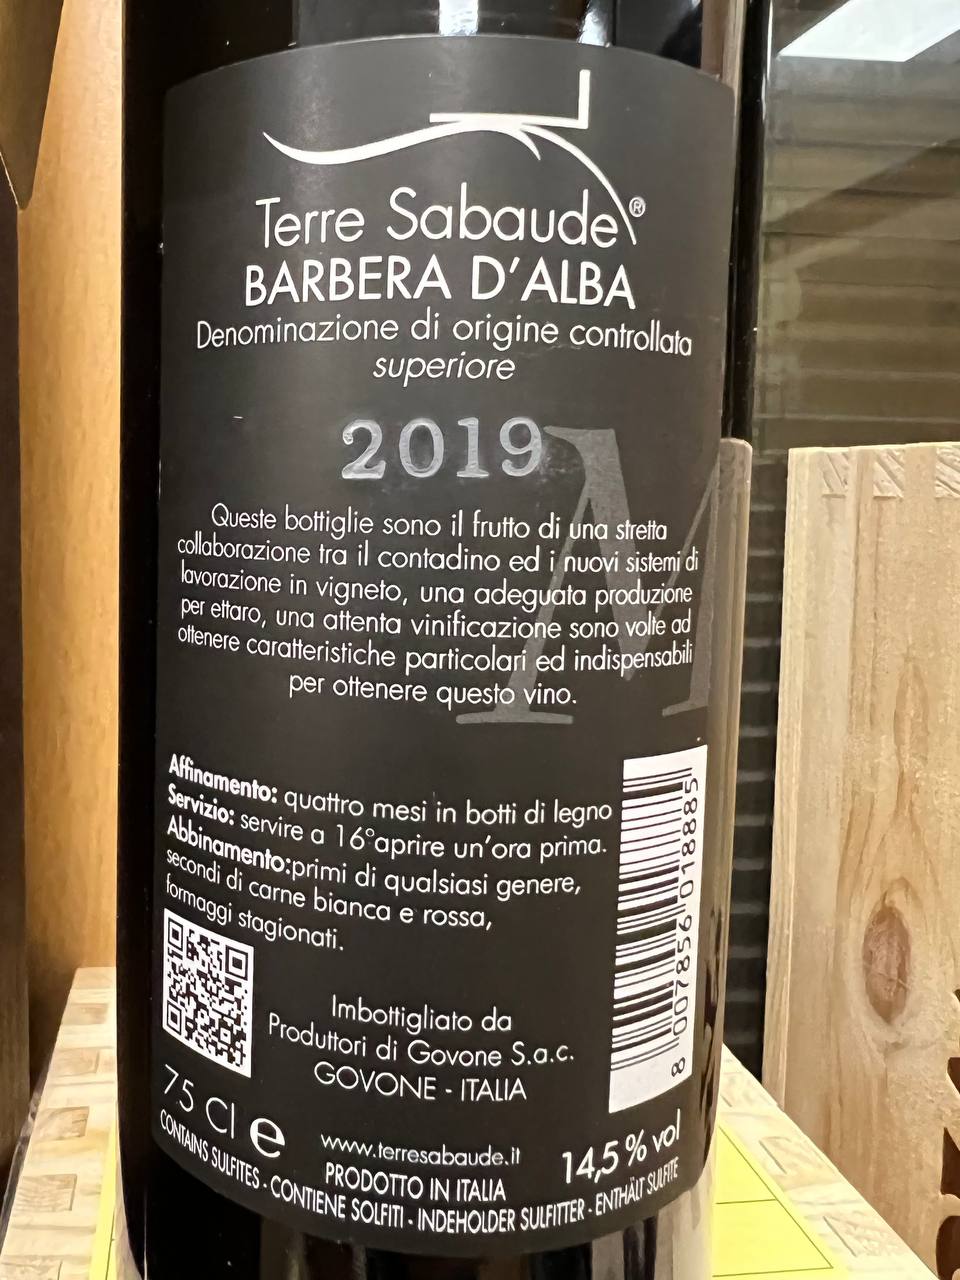 Terre Sabaude®
BARBERA D'ALBA
Denominazione di origine controllata
superiore
2019
M
Queste bottiglie sono il frutto di una stretta
collaborazione tra il contadino ed i nuovi sistemi di
lavorazione in vigneto, una adeguata produzione
per ettaro, una attenta vinificazione sono volte ad
ottenere caratteristiche particolari ed indispensabili
per ottenere questo vino.
Affinamento: quattro mesi in botti di legno
Servizio: servire a 16°aprire un'ora prima.
Abbinamento:primi di qualsiasi genere,
secondi di carne bianca e rossa,
formaggi stagionati.
8 007856 018885
Imbottigliato da
Produttori di Govone S.a.c.
GOVONE - ITALIA
75 Cl e
www.terresabaude.it
14,5 % vol
PRODOTTO IN ITALIA
CONTAINS SULFITES - CONTIENE SOLFITI - INDEHOLDER SULFITTER - ENTHÄLT SULFITE